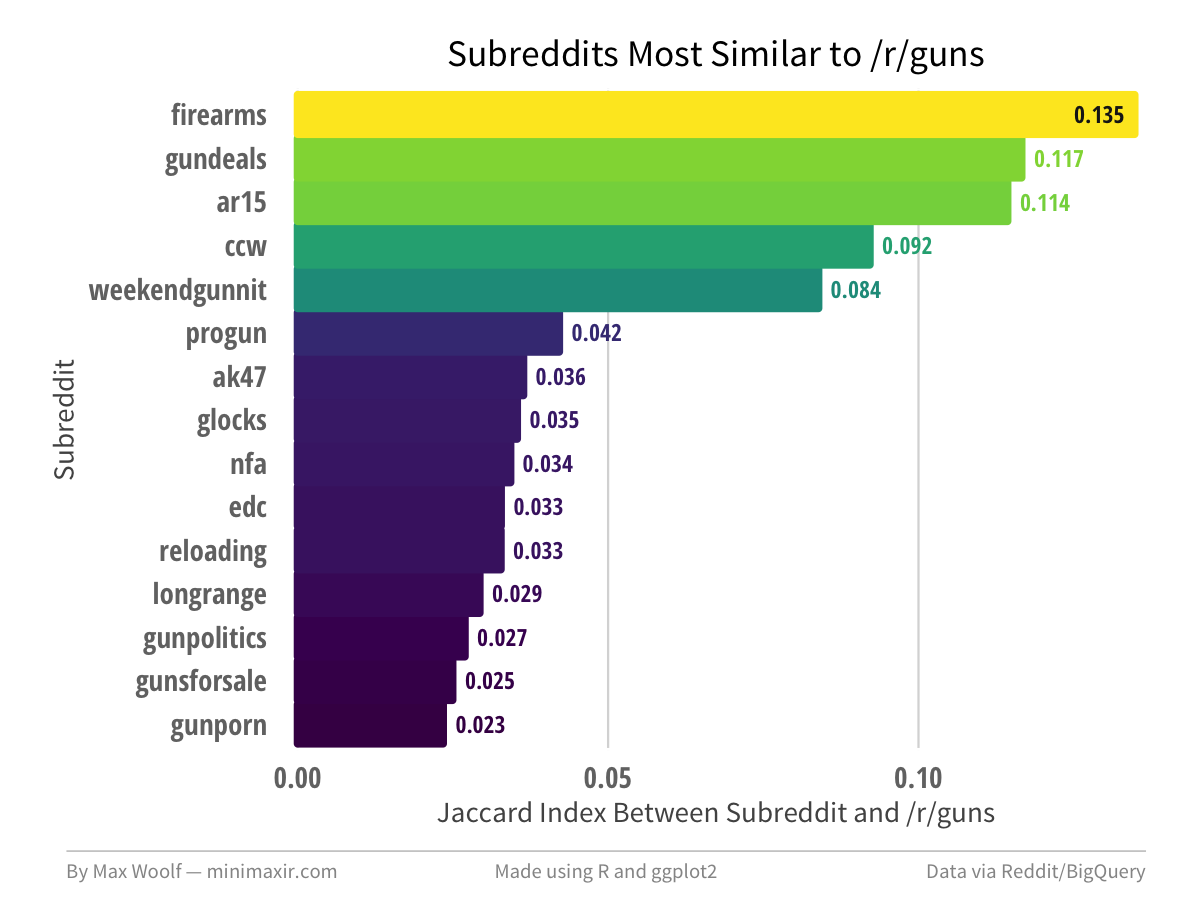 Subreddits Most Similar to /r/guns
firearms 0.135
gundeals 0.117
ar15 0.114
ccw 0.092
weekendgunnit 0.084
progun 0.042
ak47 0.036
glocks 0.035
nfa 0.034
edc 0.033
reloading 0.033
longrange 0.029
gunpolitics 0.027
gunsforsale 0.025
gunporn 0.023
Subreddit
0.00 0.05 0.10
Jaccard Index Between Subreddit and /r/guns
By Max Woolf — minimaxir.com Made using R and ggplot2 Data via Reddit/BigQuery